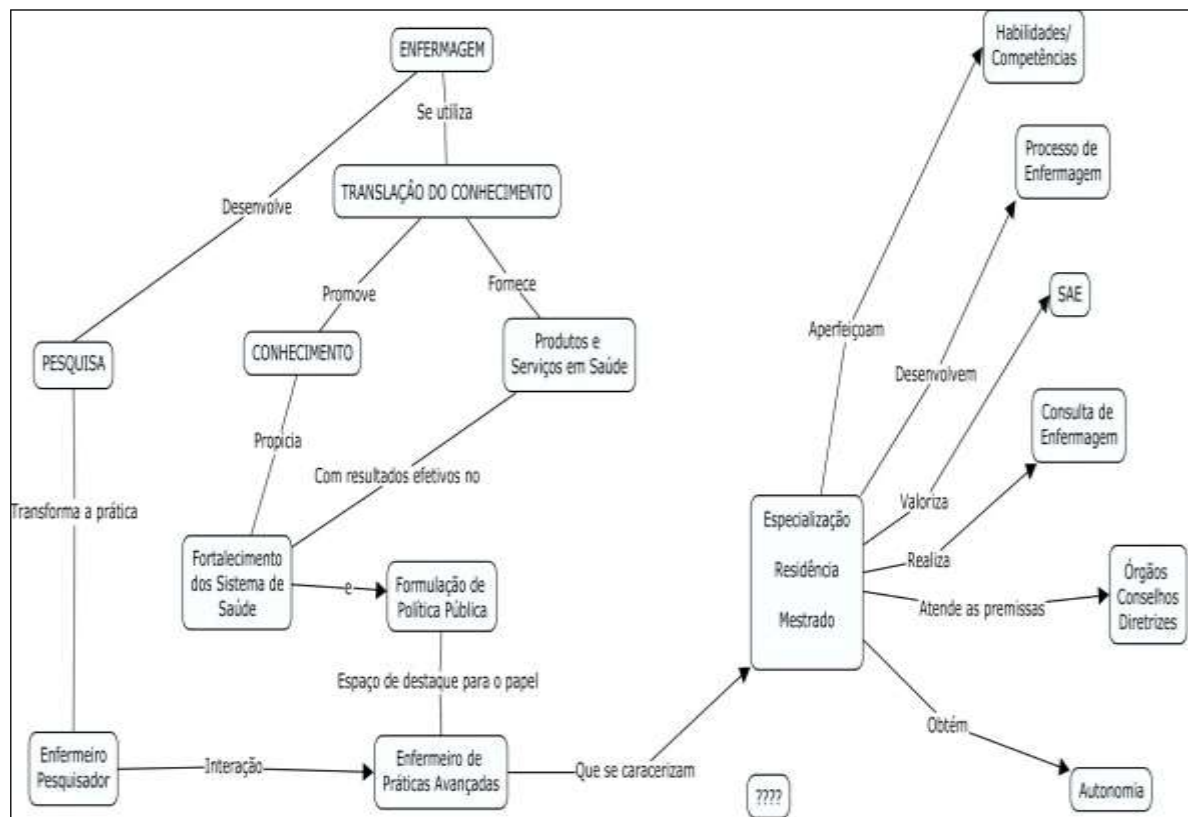 ENFERMAGEM
Se utiliza
TRANSLAÇÃO DO CONHECIMENTO
Desenvolve
Promove
Fornece
PESQUISA
CONHECIMENTO
Produtos e
Serviços em Saúde
Propicia
Com resultados efetivos no
Transforma a prática
Fortalecimento
dos Sistema de
Saúde
e
Formulação de
Política Pública
Espaço de destaque para o papel
Enfermeiro
Pesquisador
Interação
Enfermeiro de
Práticas Avançadas
Que se caracerizam
????
Especialização
Residência
Mestrado
Aperfeiçoam
Habilidades/
Competências
Desenvolvem
Processo de
Enfermagem
Valoriza
SAE
Realiza
Consulta de
Enfermagem
Atende as premissas
Órgãos
Conselhos
Diretrizes
Obtém
Autonomia